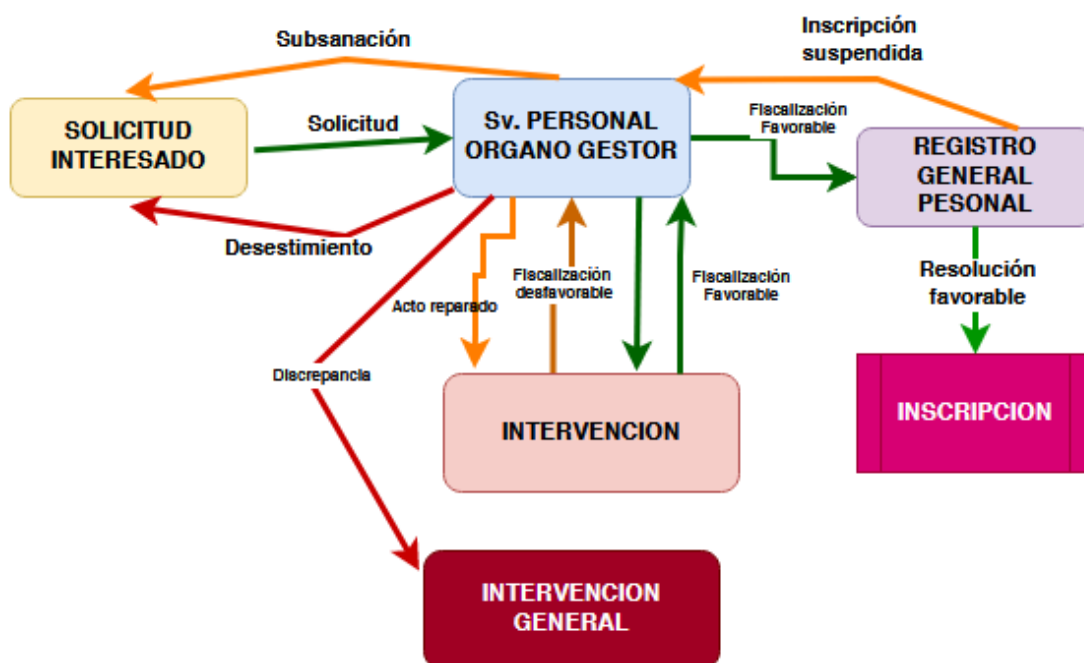 Subsanación
Inscripción
suspendida
SOLICITUD
INTERESADO
Solicitud
Sv. PERSONAL
ORGANO GESTOR
Fiscalización
Favorable
REGISTRO
GENERAL
PESONAL
Desestimiento
Acto reparado
Fiscalización
desfavorable
Fiscalización
Favorable
Resolución
favorable
Discrepancia
INTERVENCION
INSCRIPCION
INTERVENCION
GENERAL